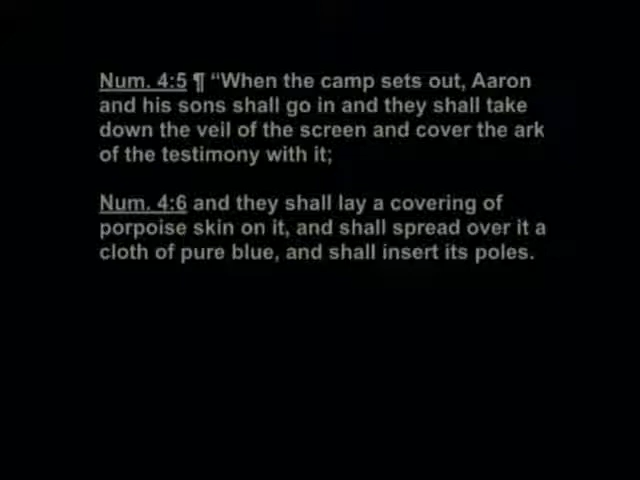 Num. 4:5 ¶ “When the camp sets out, Aaron
and his sons shall go in and they shall take
down the veil of the screen and cover the ark
of the testimony with it;
Num. 4:6 and they shall lay a covering of
porpoise skin on it, and shall spread over it a
cloth of pure blue, and shall insert its poles.